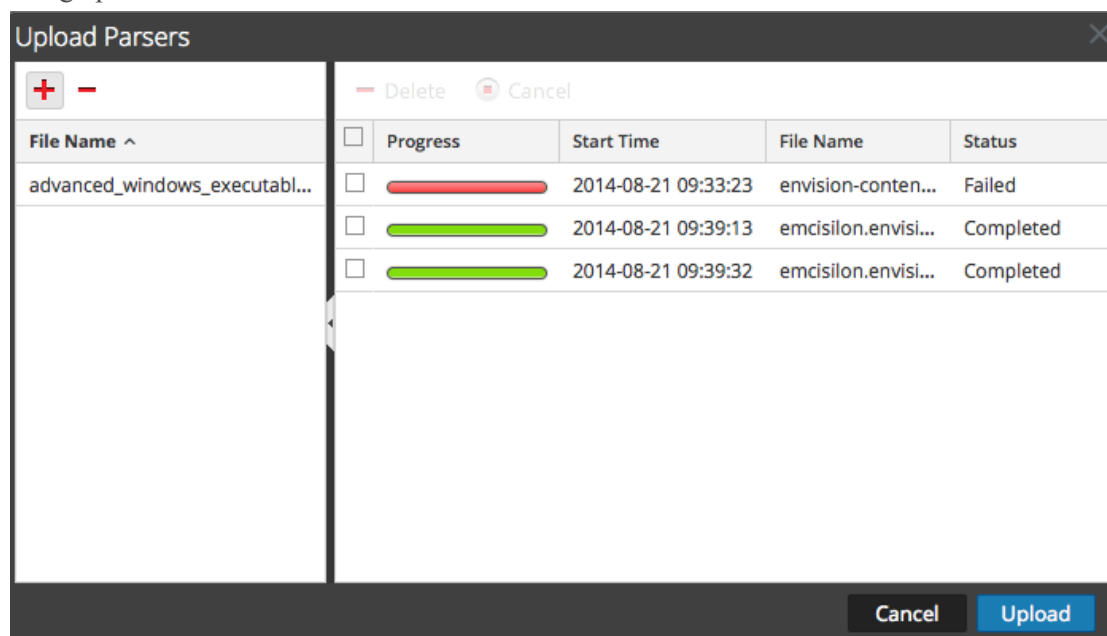 Upload Parsers
Delete Cancel
File Name Progress Start Time File Name Status
advanced_windows_executabl... 2014-08-21 09:33:23 envision-conten... Failed
2014-08-21 09:39:13 emcisilon.envisi... Completed
2014-08-21 09:39:32 emcisilon.envisi... Completed
Cancel Upload